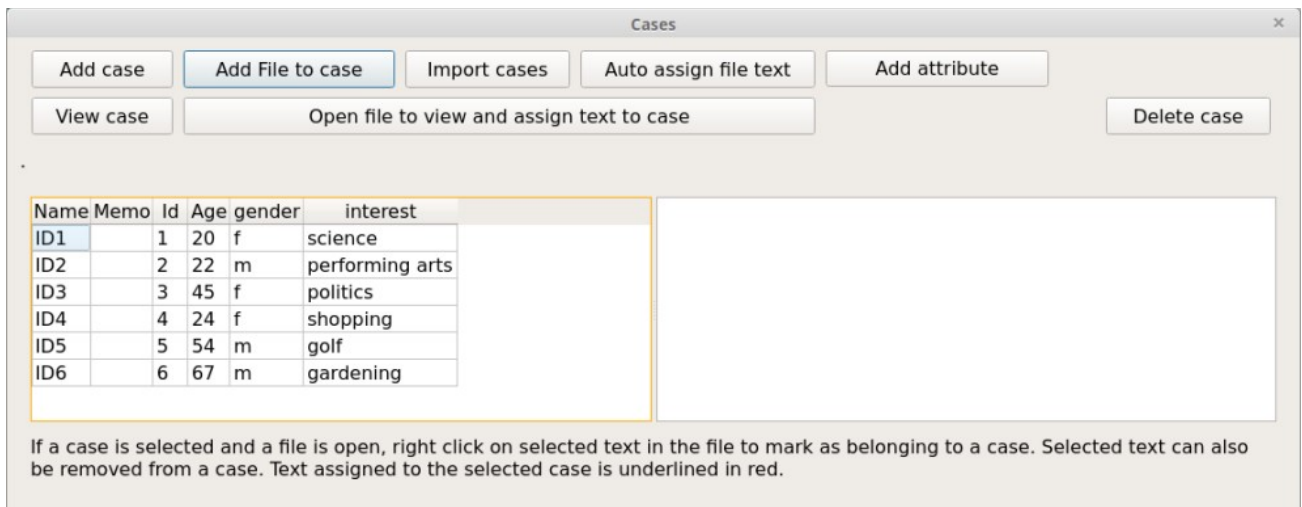 Cases ×
Add case Add File to case Import cases Auto assign file text Add attribute
View case Open file to view and assign text to case Delete case
.
Name Memo Id Age gender interest
ID1 1 20 f science
ID2 2 22 m performing arts
ID3 3 45 f politics
ID4 4 24 f shopping
ID5 5 54 m golf
ID6 6 67 m gardening
If a case is selected and a file is open, right click on selected text in the file to mark as belonging to a case. Selected text can also
be removed from a case. Text assigned to the selected case is underlined in red.